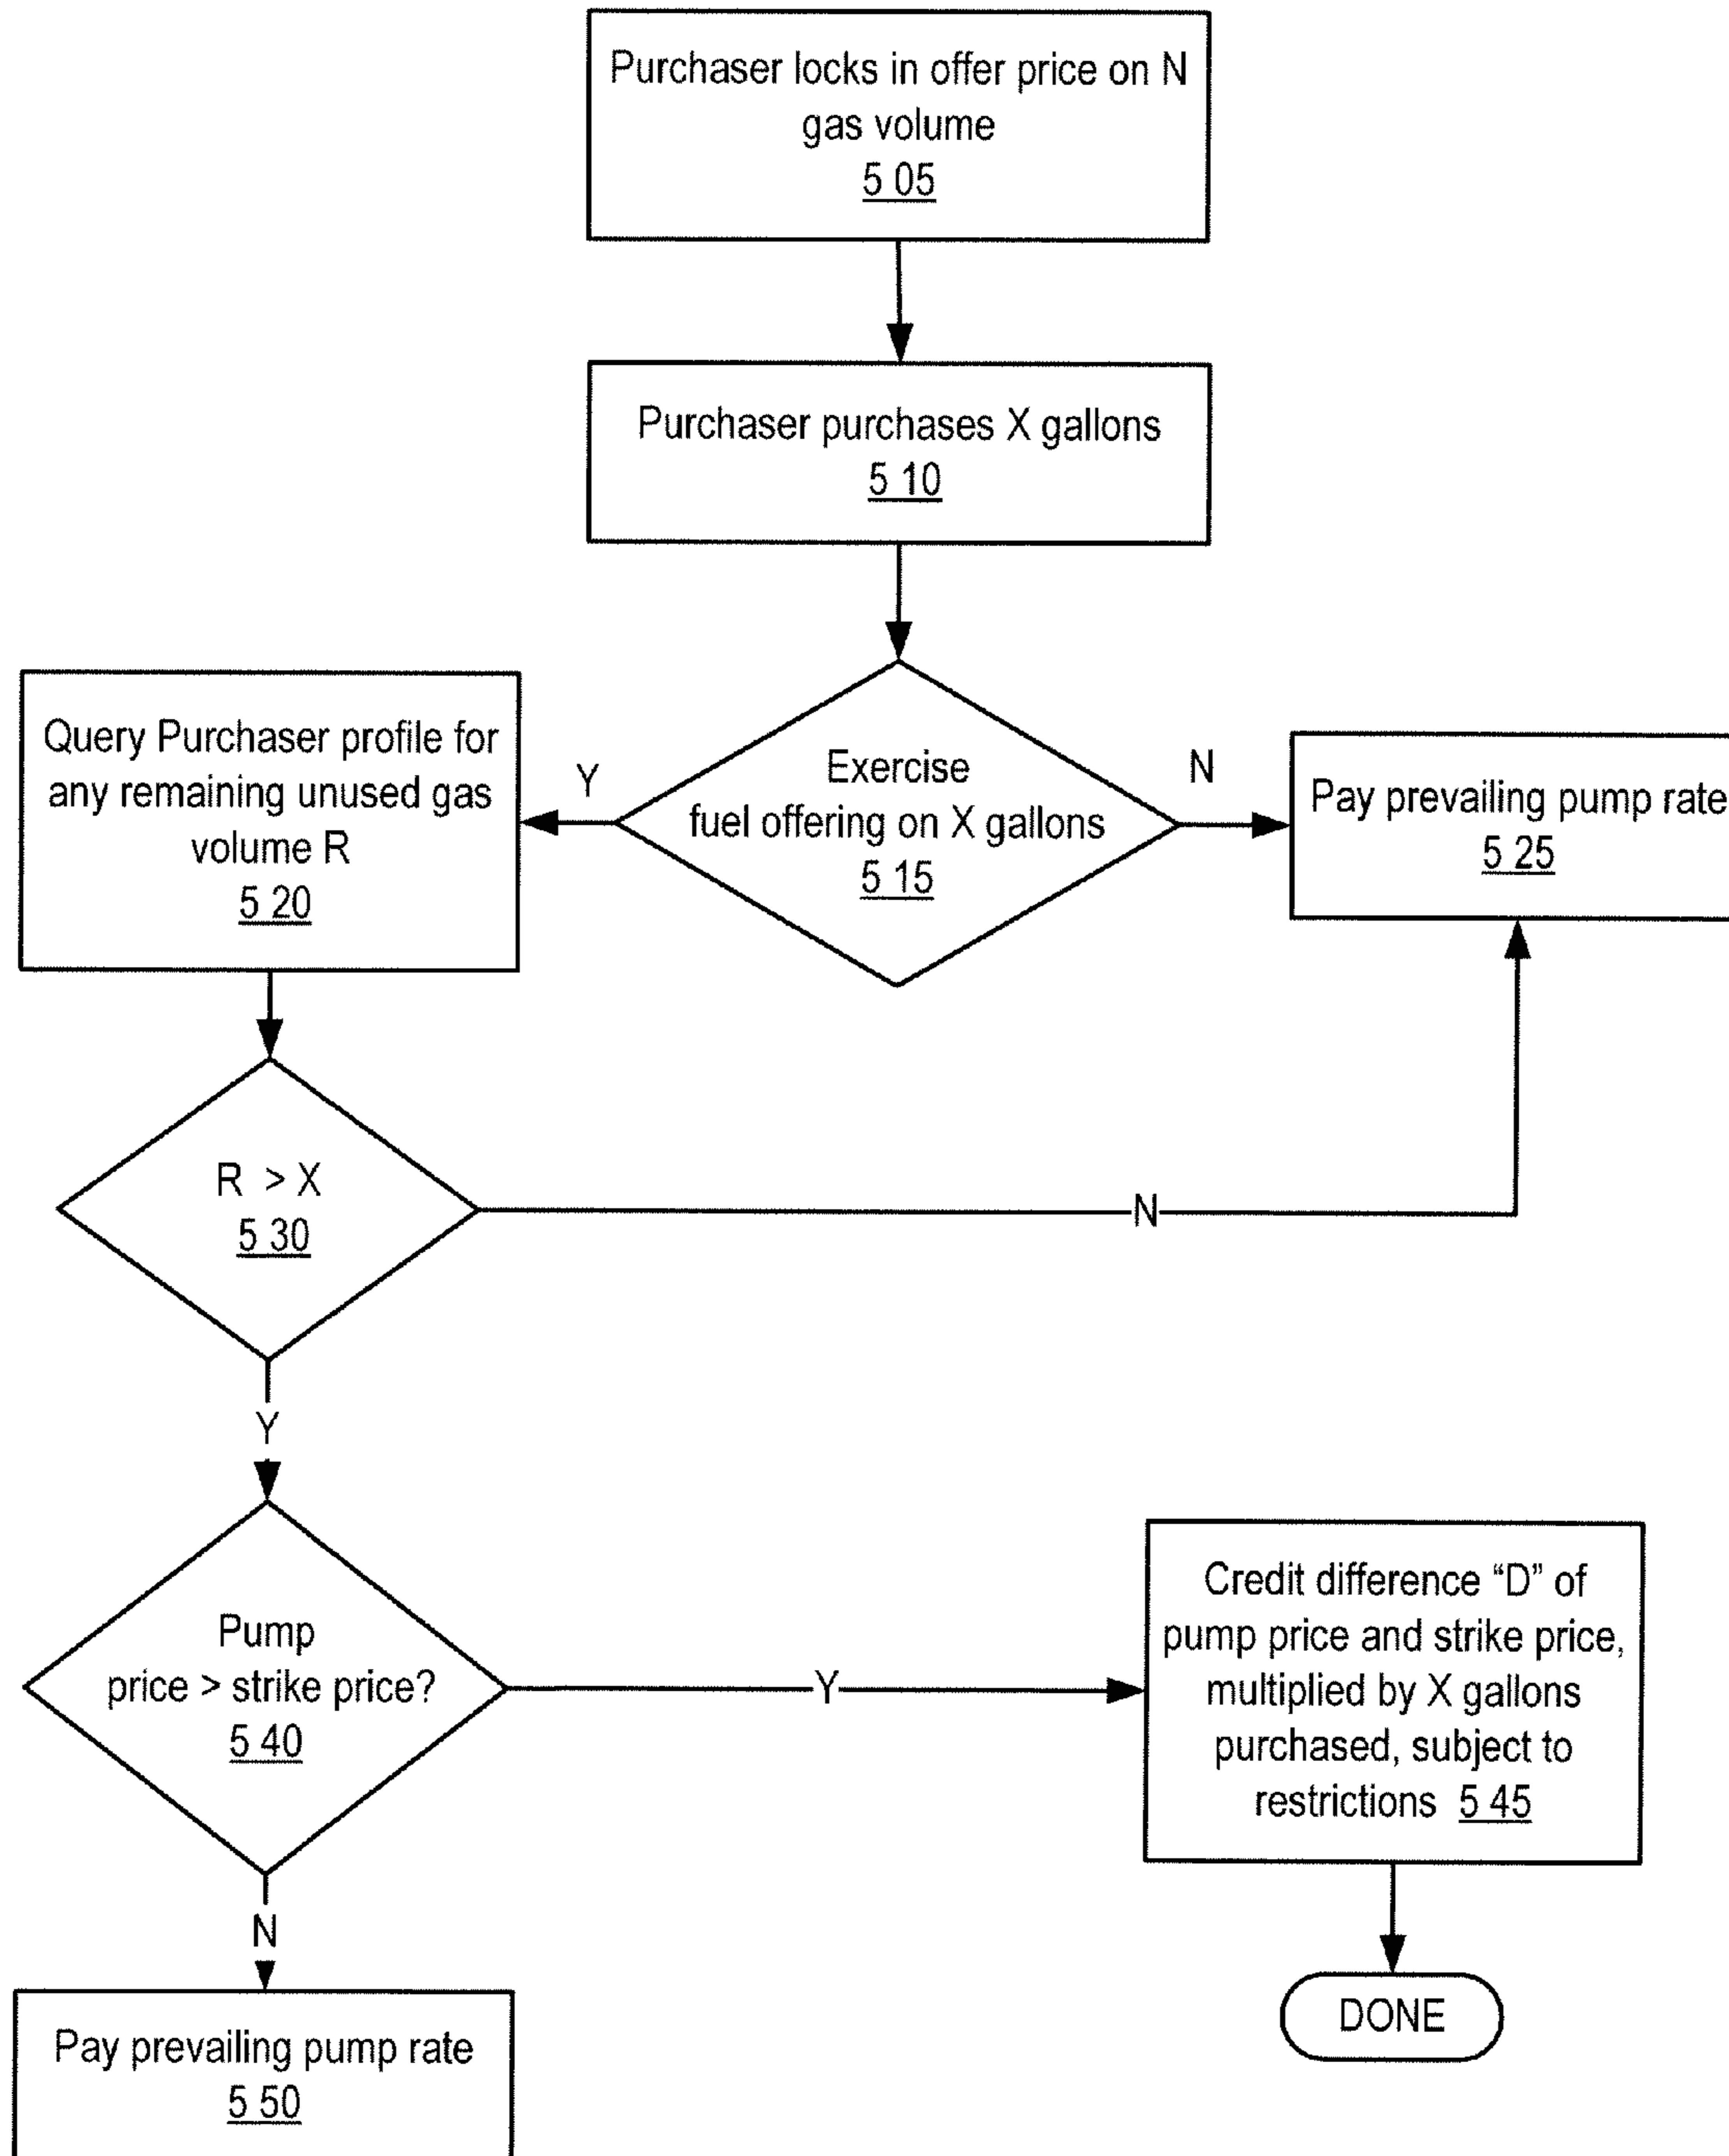 Purchaser locks in offer price on N
gas volume
5 05
Purchaser purchases X gallons
5 10
Exercise
fuel offering on X gallons
5 15
Y
N
Query Purchaser profile for
any remaining unused gas
volume R
5 20
Pay prevailing pump rate
5 25
R > X
5 30
N
Y
Pump
price > strike price?
5 40
Y
Credit difference “D” of
pump price and strike price,
multiplied by X gallons
purchased, subject to
restrictions 5 45
N
DONE
Pay prevailing pump rate
5 50